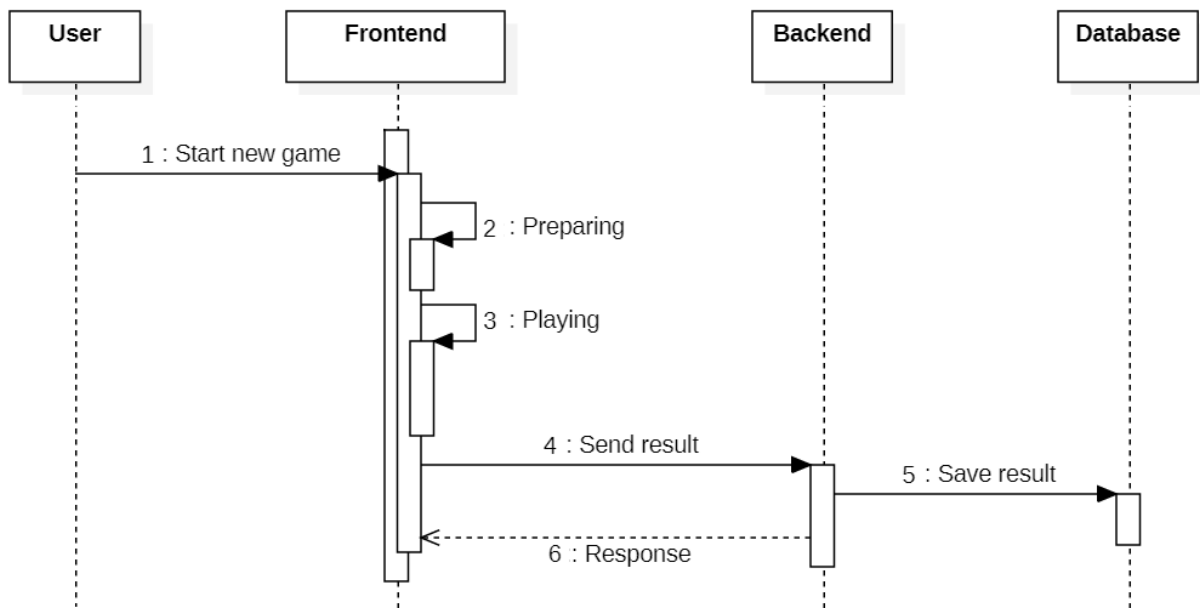 User
Frontend
Backend
Database
1 : Start new game
2 : Preparing
3 : Playing
4 : Send result
5 : Save result
6 : Response